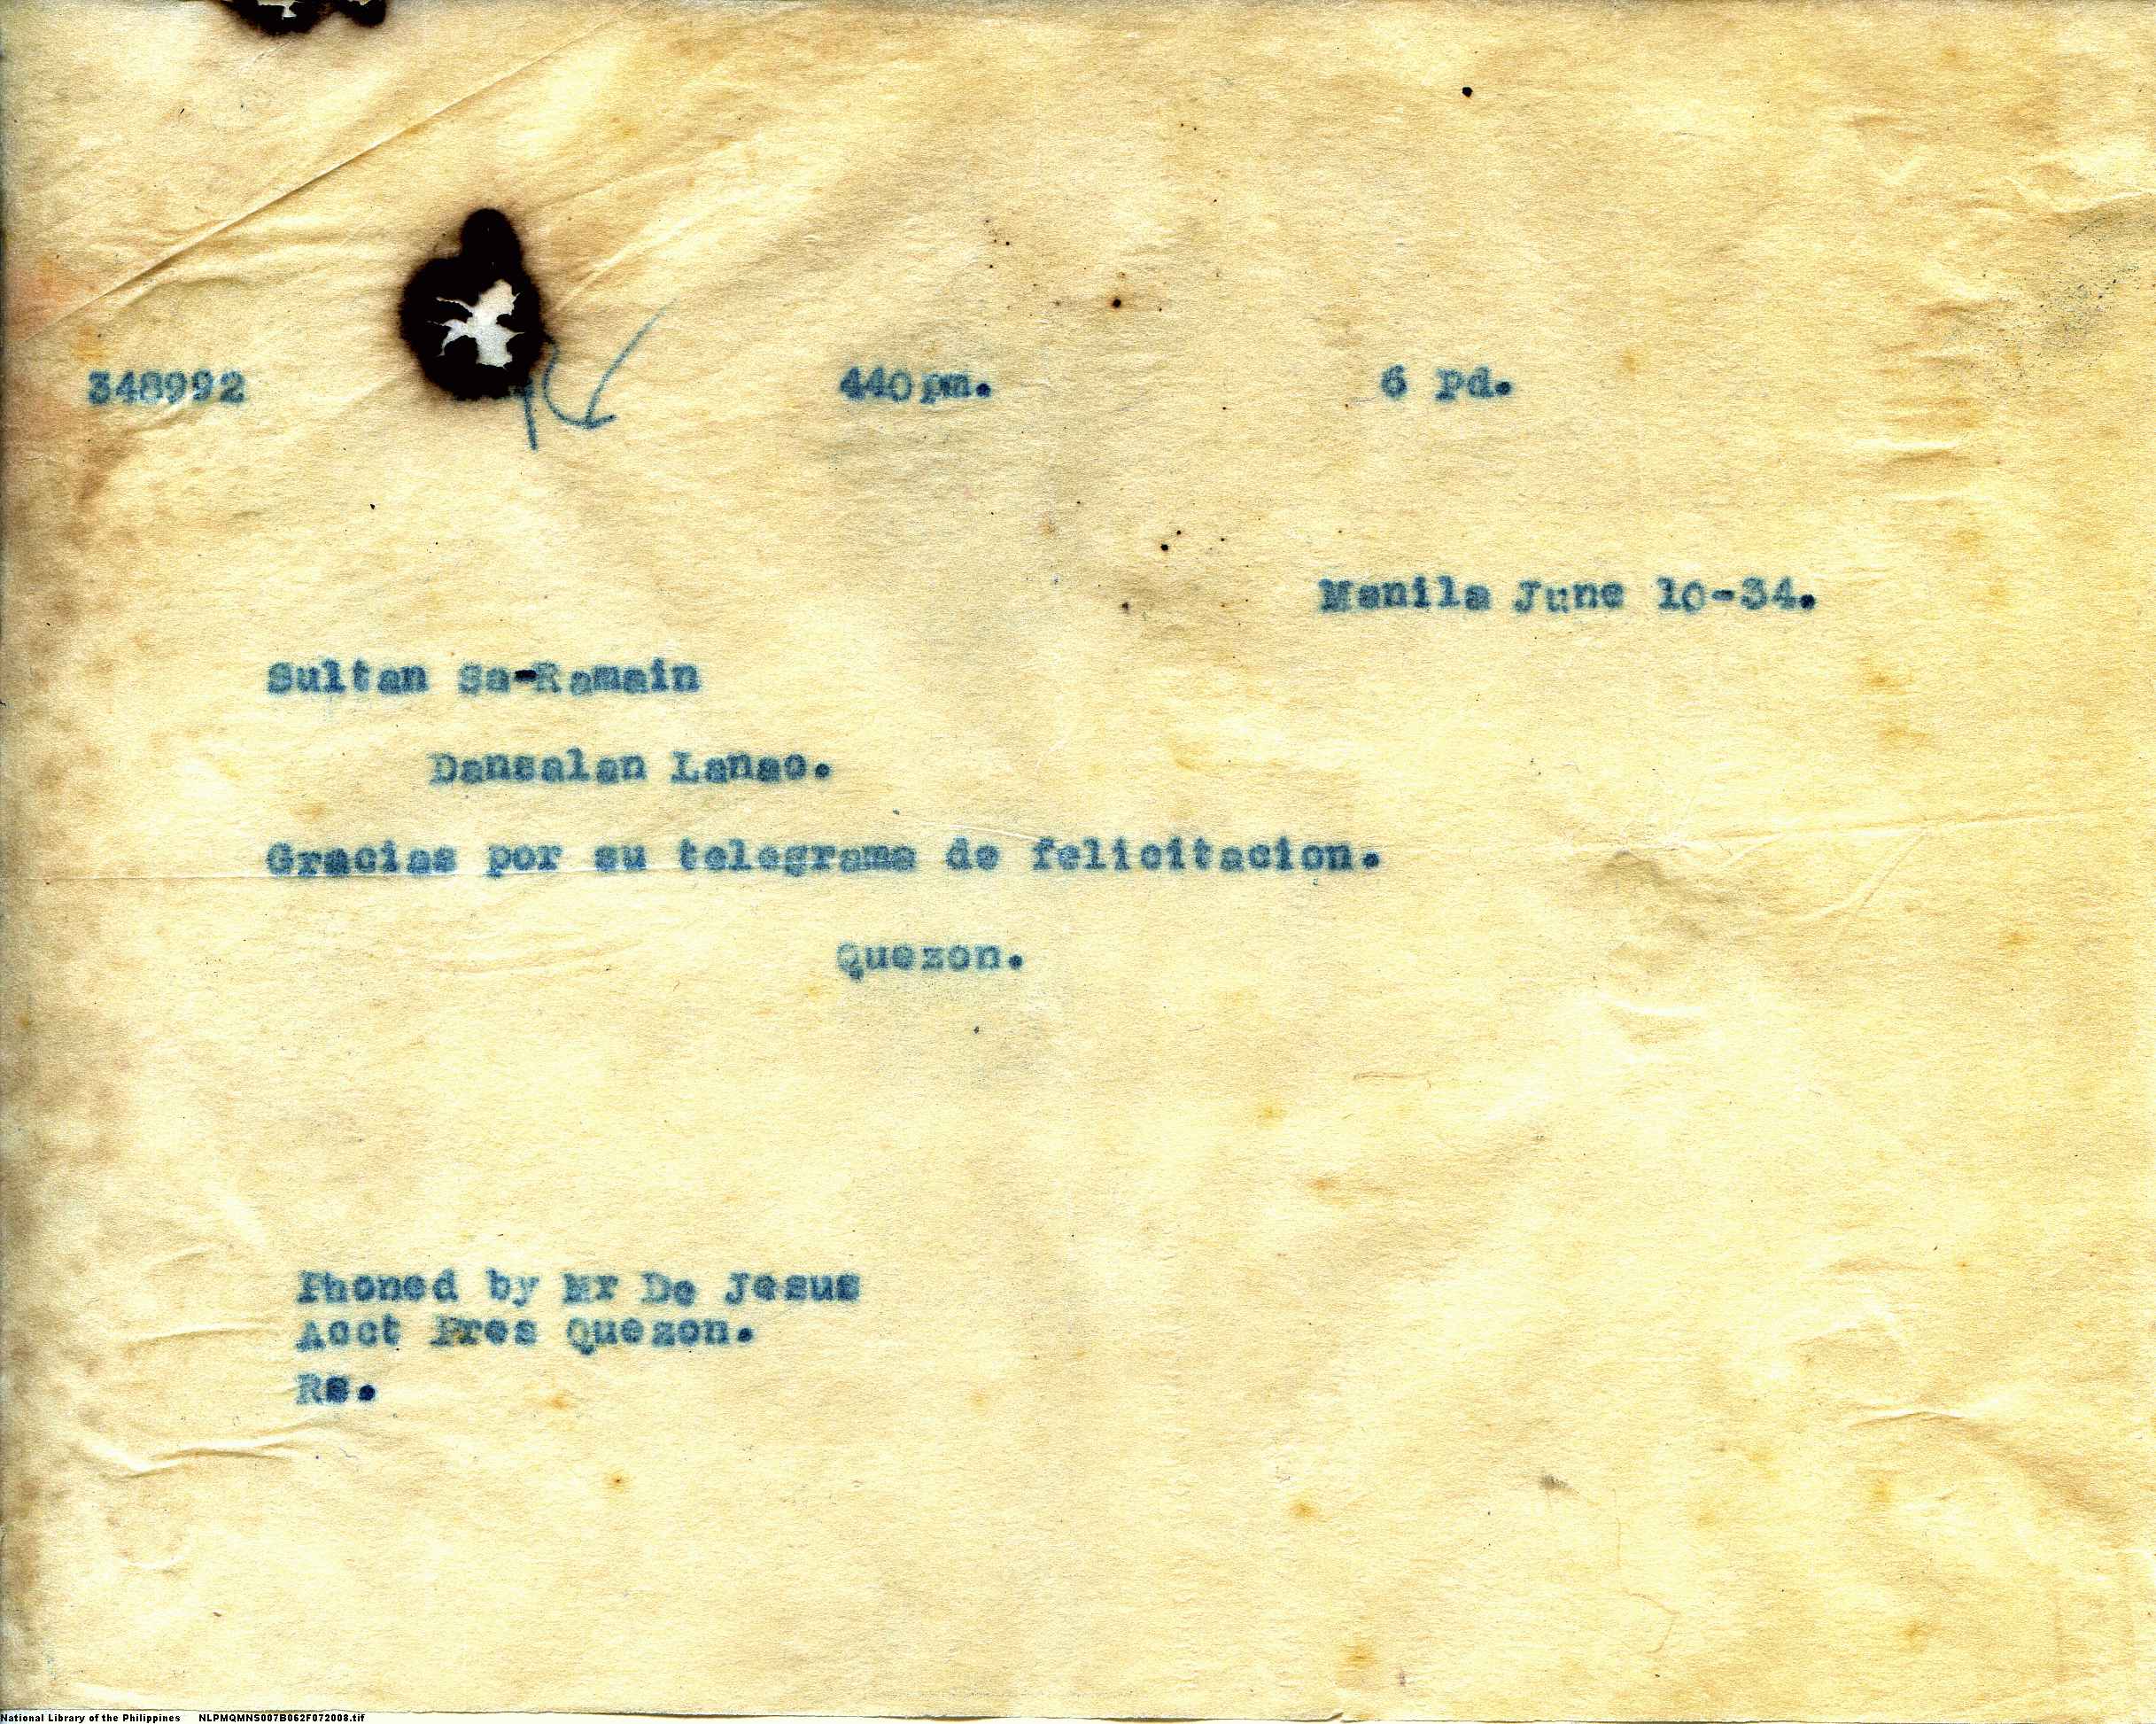 348992 440pm. 6 Pd.
Manila June 10-34.
Sultan Sa-Ramain
Dansalan Lanao.
Gracias por su telegrama de felicitacion.
Quezon.
Phoned by Mr De Jesus
Acct Pres Quezon.
Rs.
National Library of the Philippines NLPMQMNS007B062F072008.tif